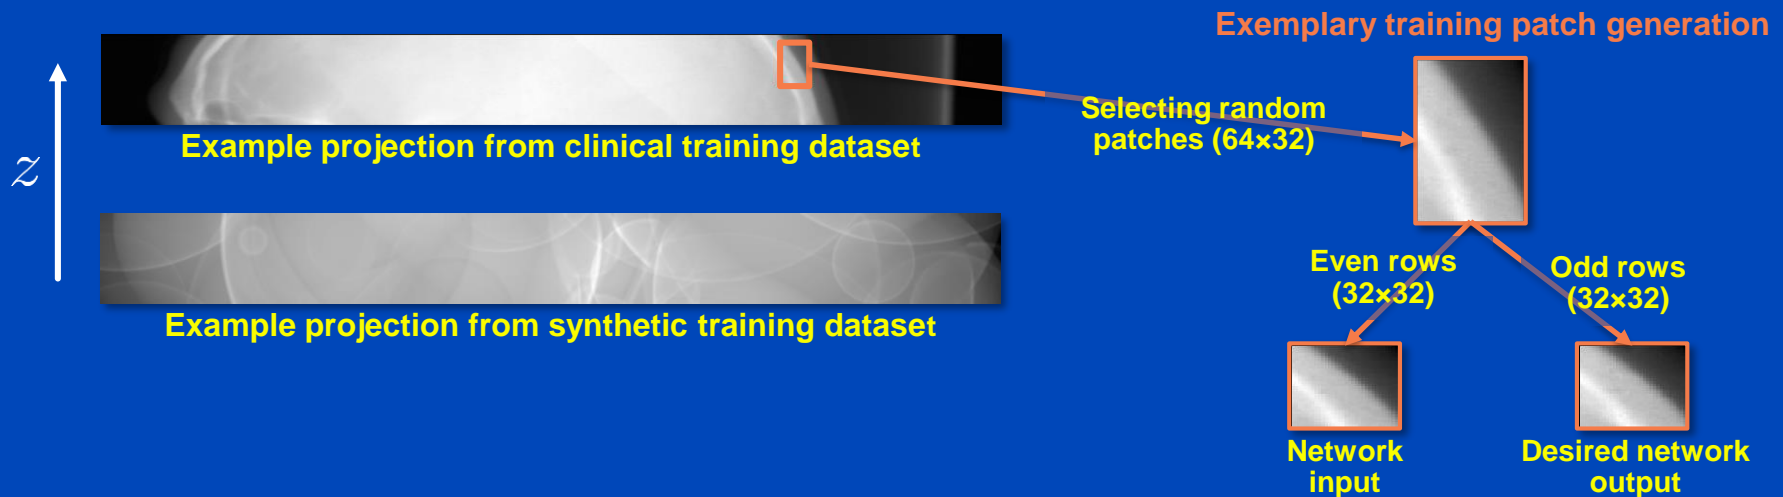 Exemplary training patch generation
z
Example projection from clinical training dataset
Selecting random
patches (64×32)
Example projection from synthetic training dataset
Even rows
(32×32)
Odd rows
(32×32)
Network
input
Desired network
output